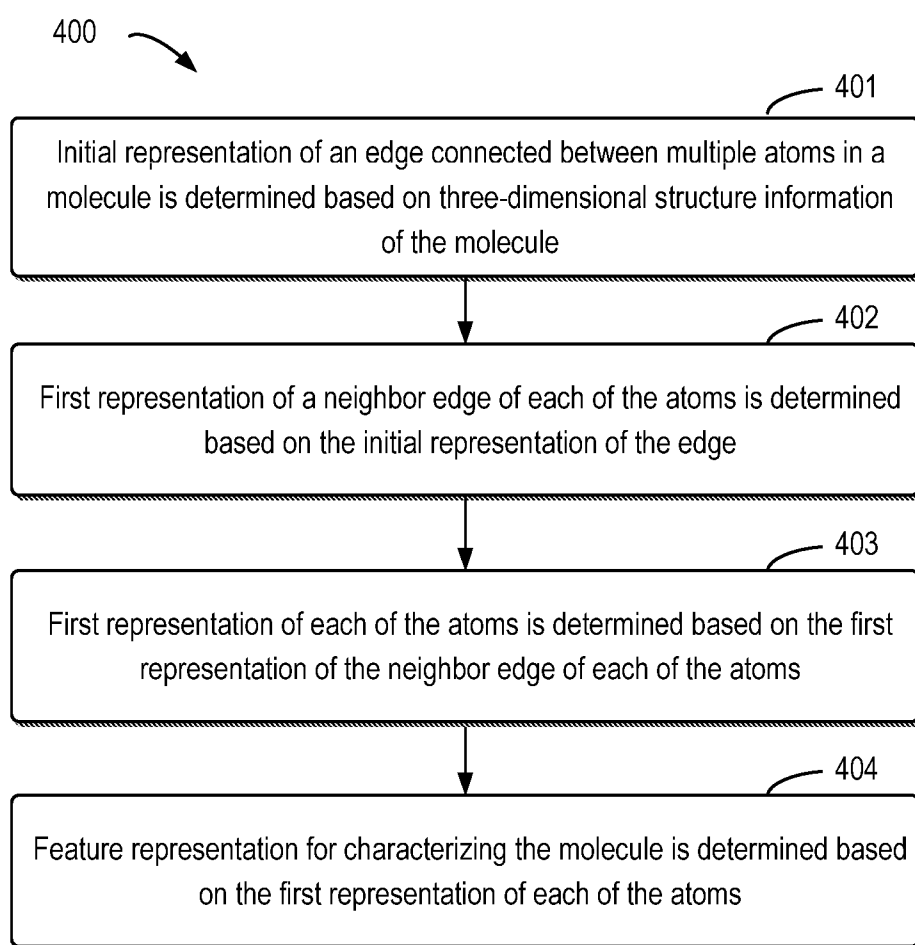 400
401
Initial representation of an edge connected between multiple atoms in a
molecule is determined based on three-dimensional structure information
of the molecule
402
First representation of a neighbor edge of each of the atoms is determined
based on the initial representation of the edge
403
First representation of each of the atoms is determined based on the first
representation of the neighbor edge of each of the atoms
404
Feature representation for characterizing the molecule is determined based
on the first representation of each of the atoms